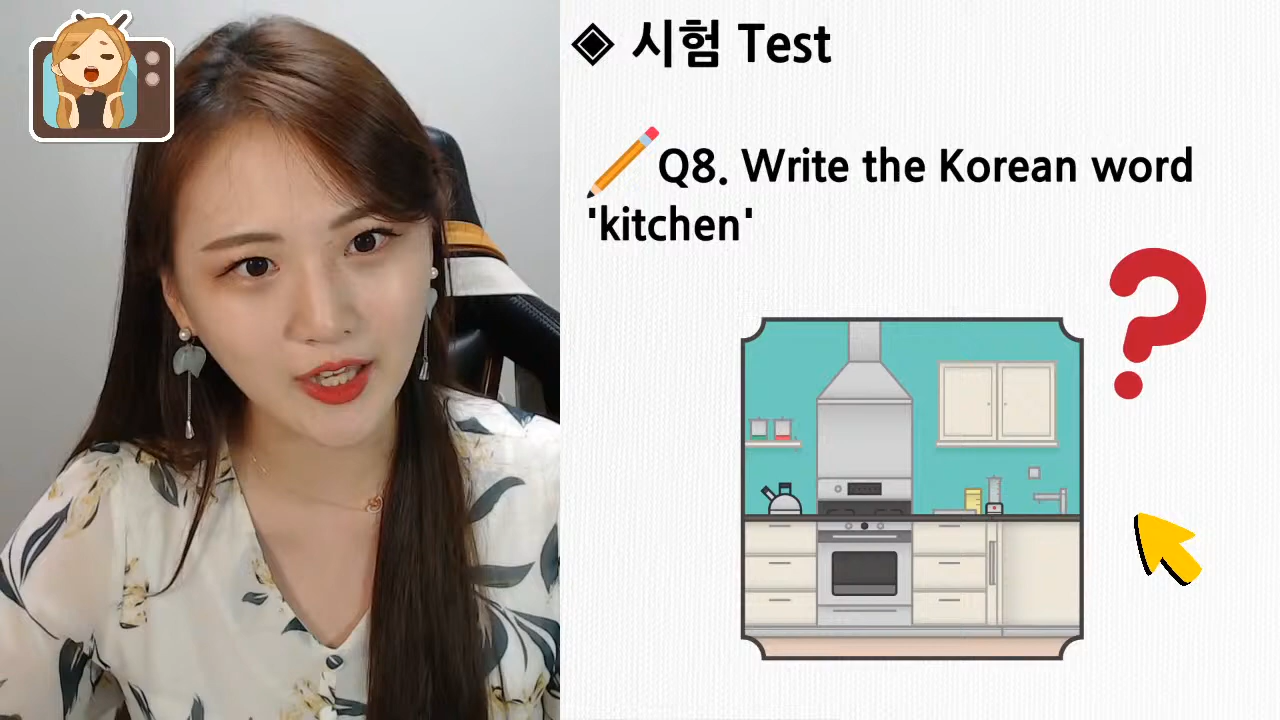 ◈ 시험 Test
Q8. Write the Korean word
'kitchen'
?